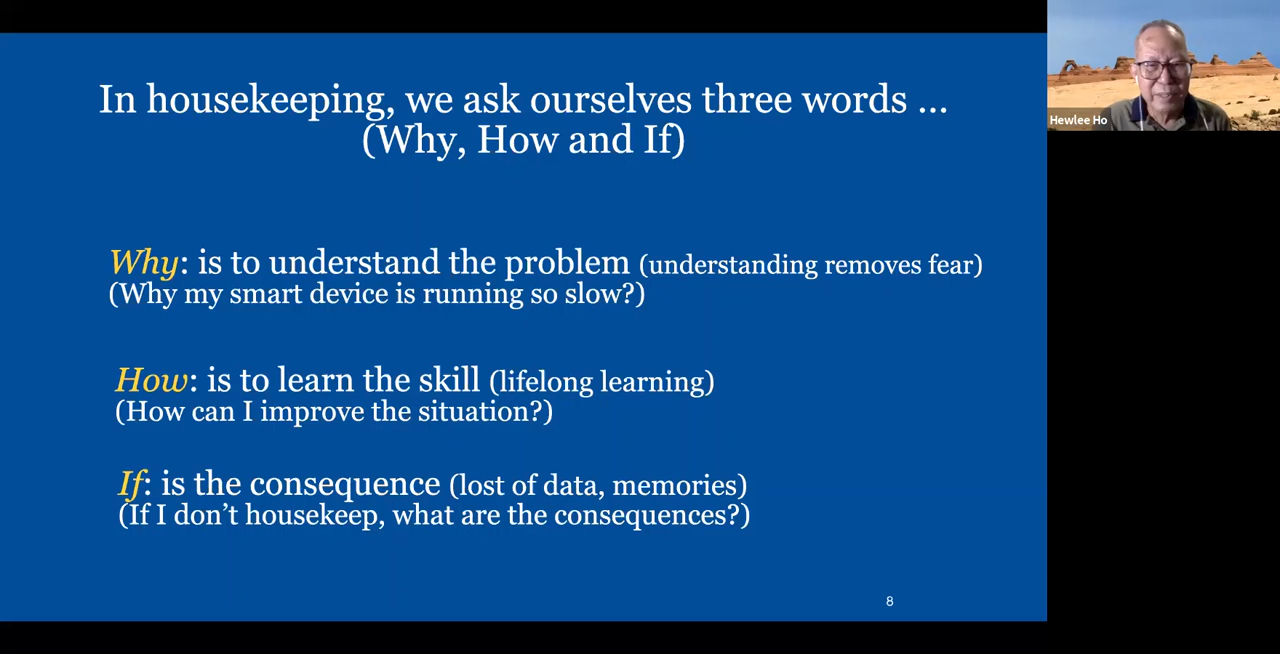 In housekeeping, we ask ourselves three words ...
(Why, How and If)
Why: is to understand the problem (understanding removes fear)
(Why my smart device is running so slow?)
How: is to learn the skill (lifelong learning)
(How can I improve the situation?)
If: is the consequence (lost of data, memories)
(If I don’t housekeep, what are the consequences?)
8
Hewlee Ho